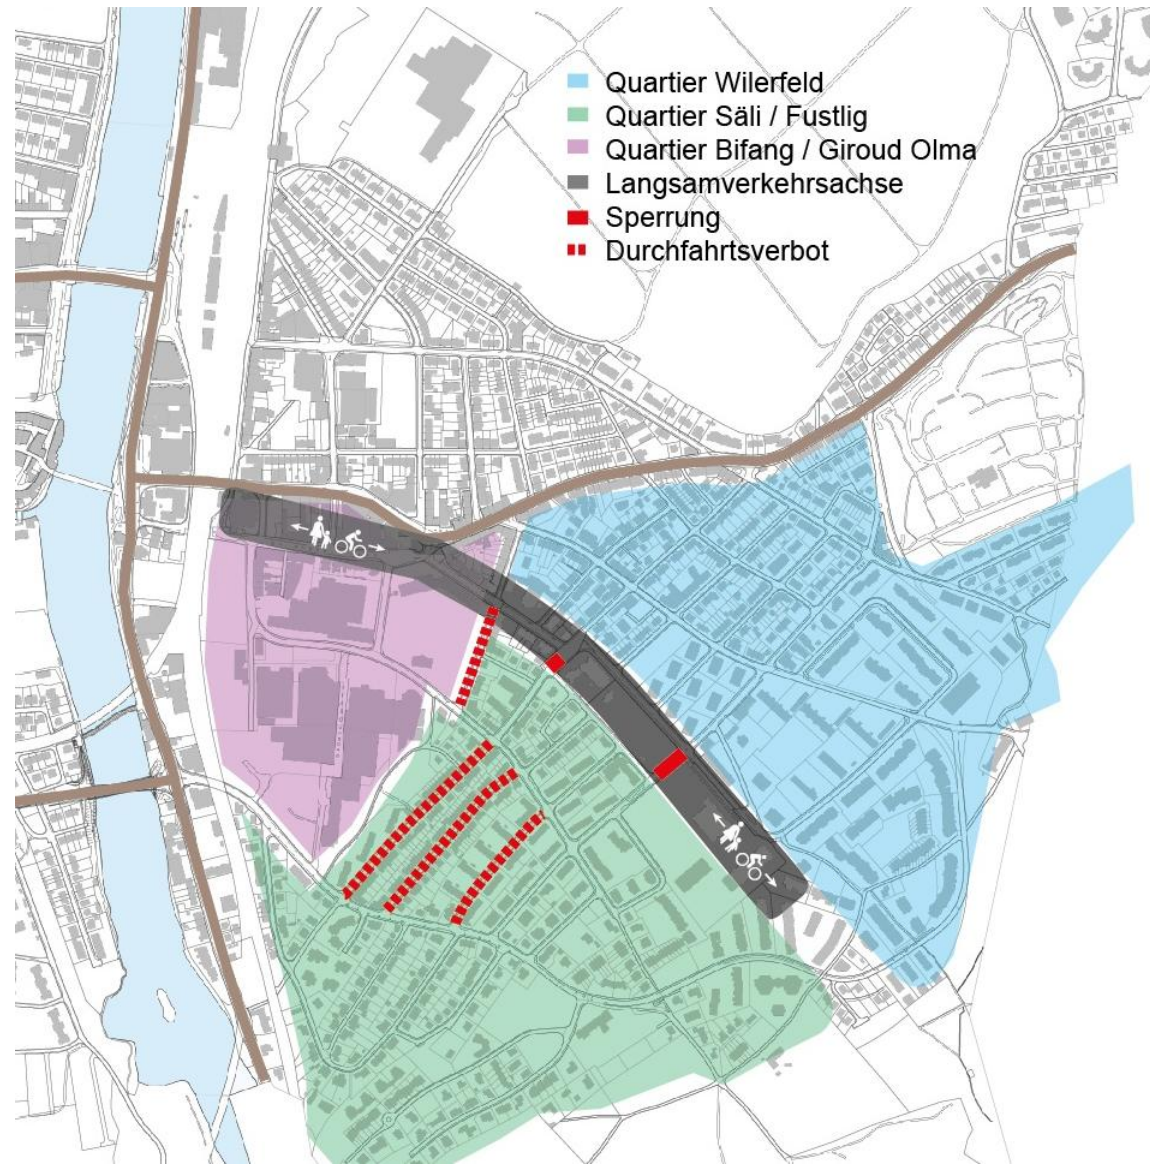 Quartier Wilerfeld
Quartier Säli / Fustlig
Quartier Bifang / Giroud Olma
Langsamverkehrsachse
Sperrung
Durchfahrtsverbot